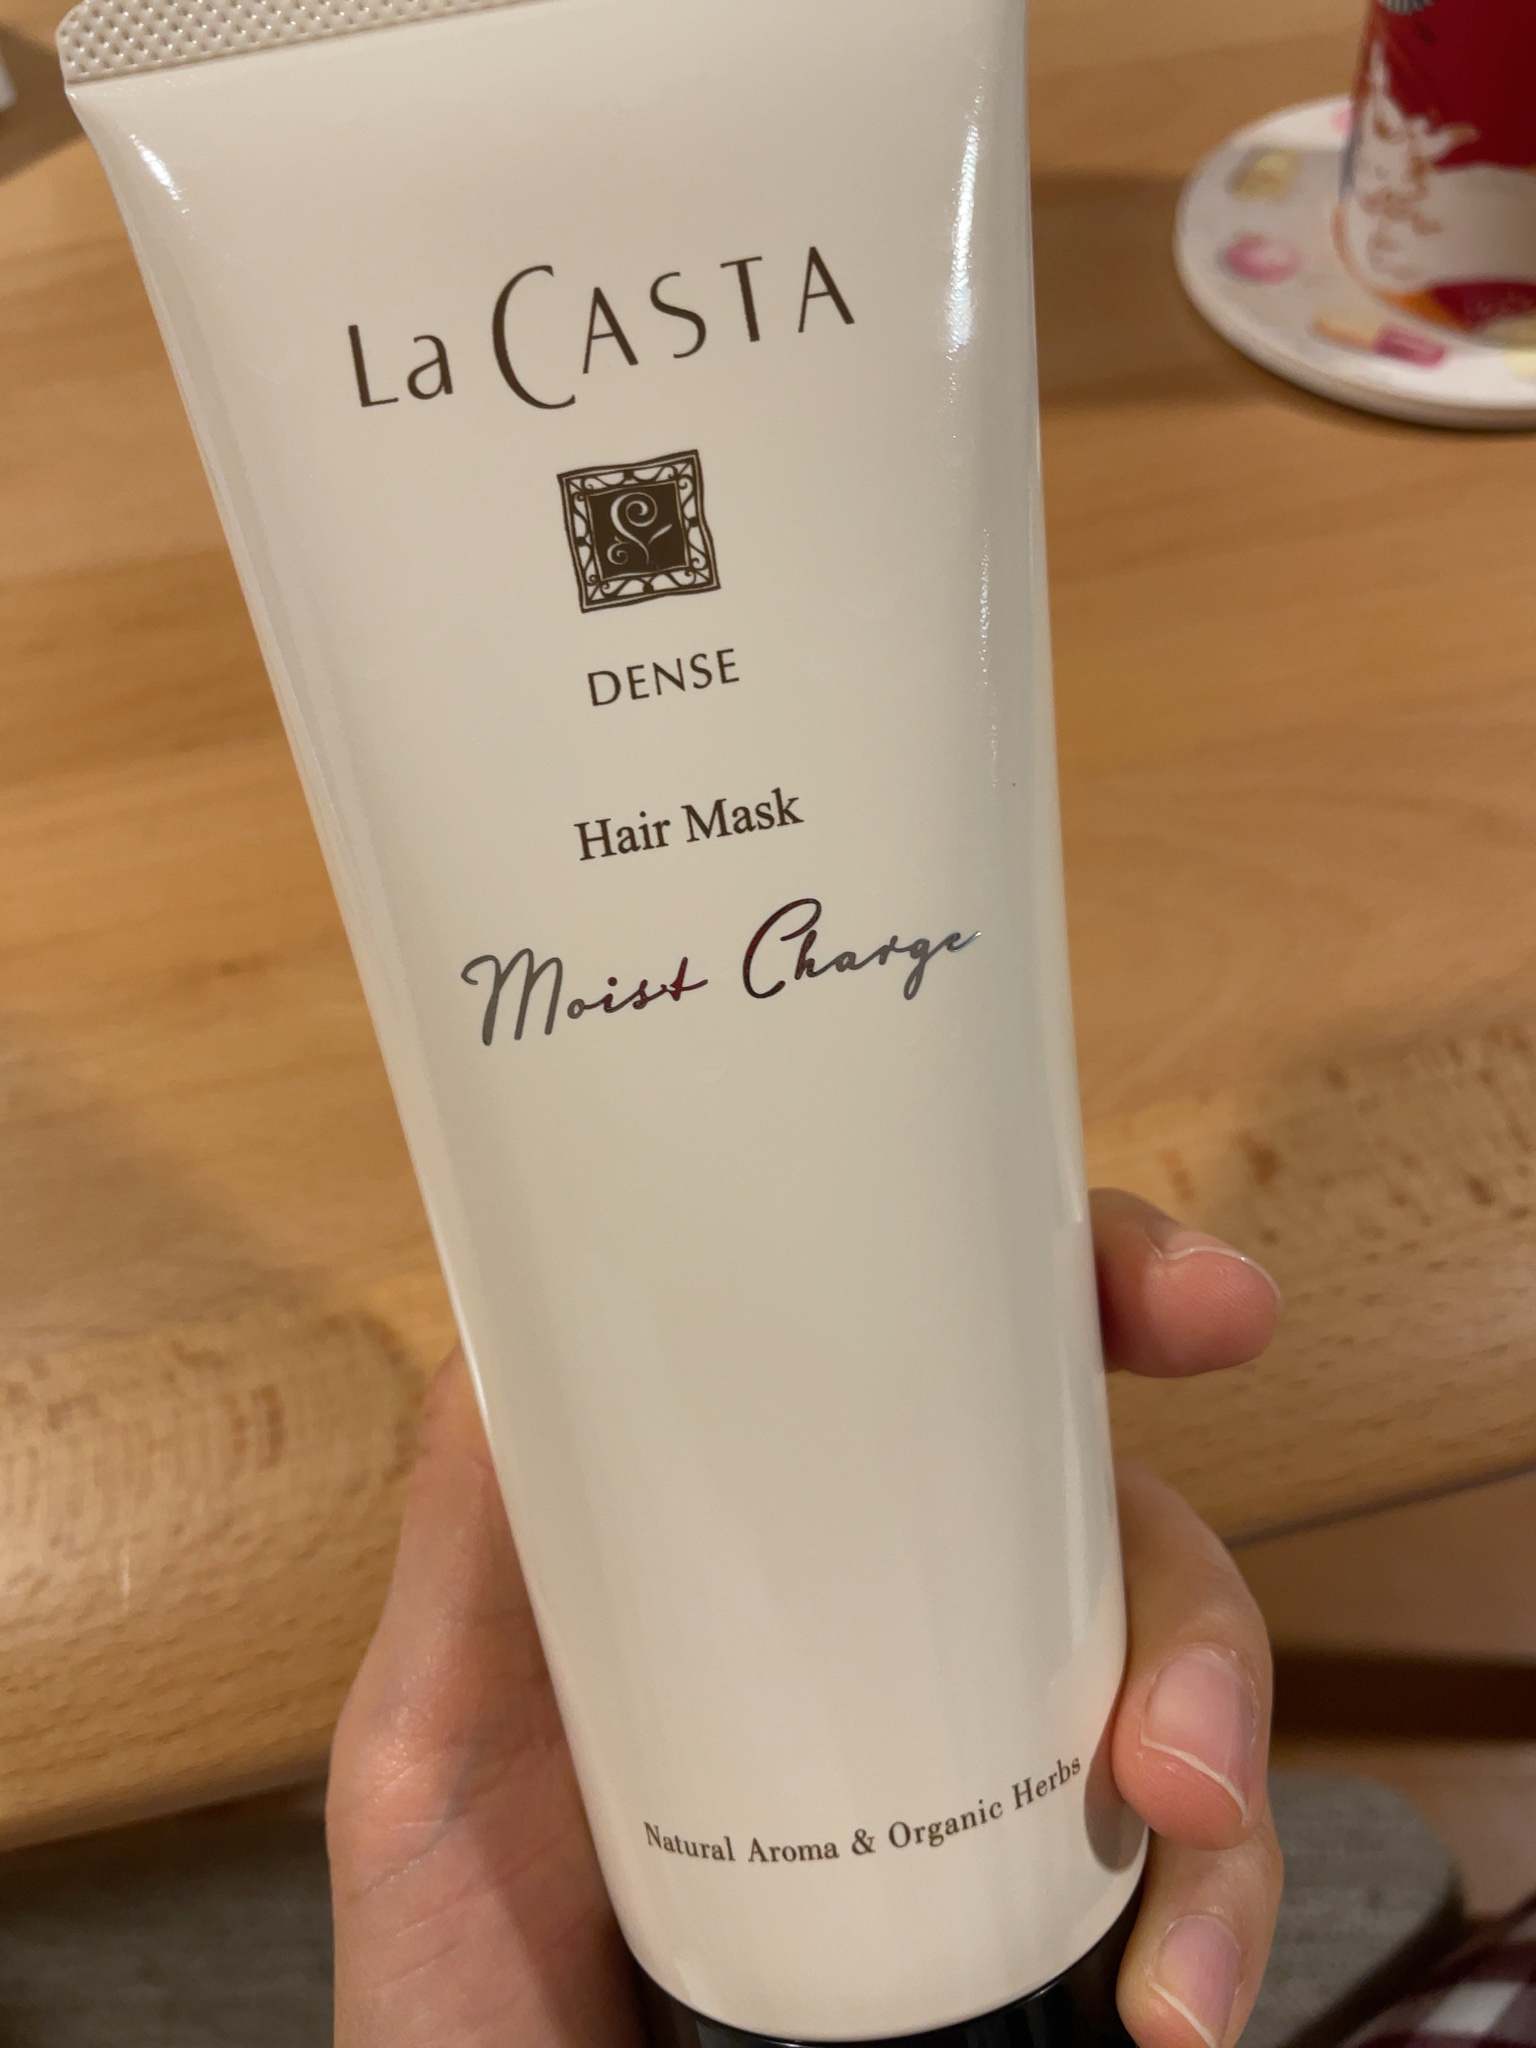 La CASTA
DENSE
Hair Mask
Moist Charge
Natural Aroma & Organic Herbs